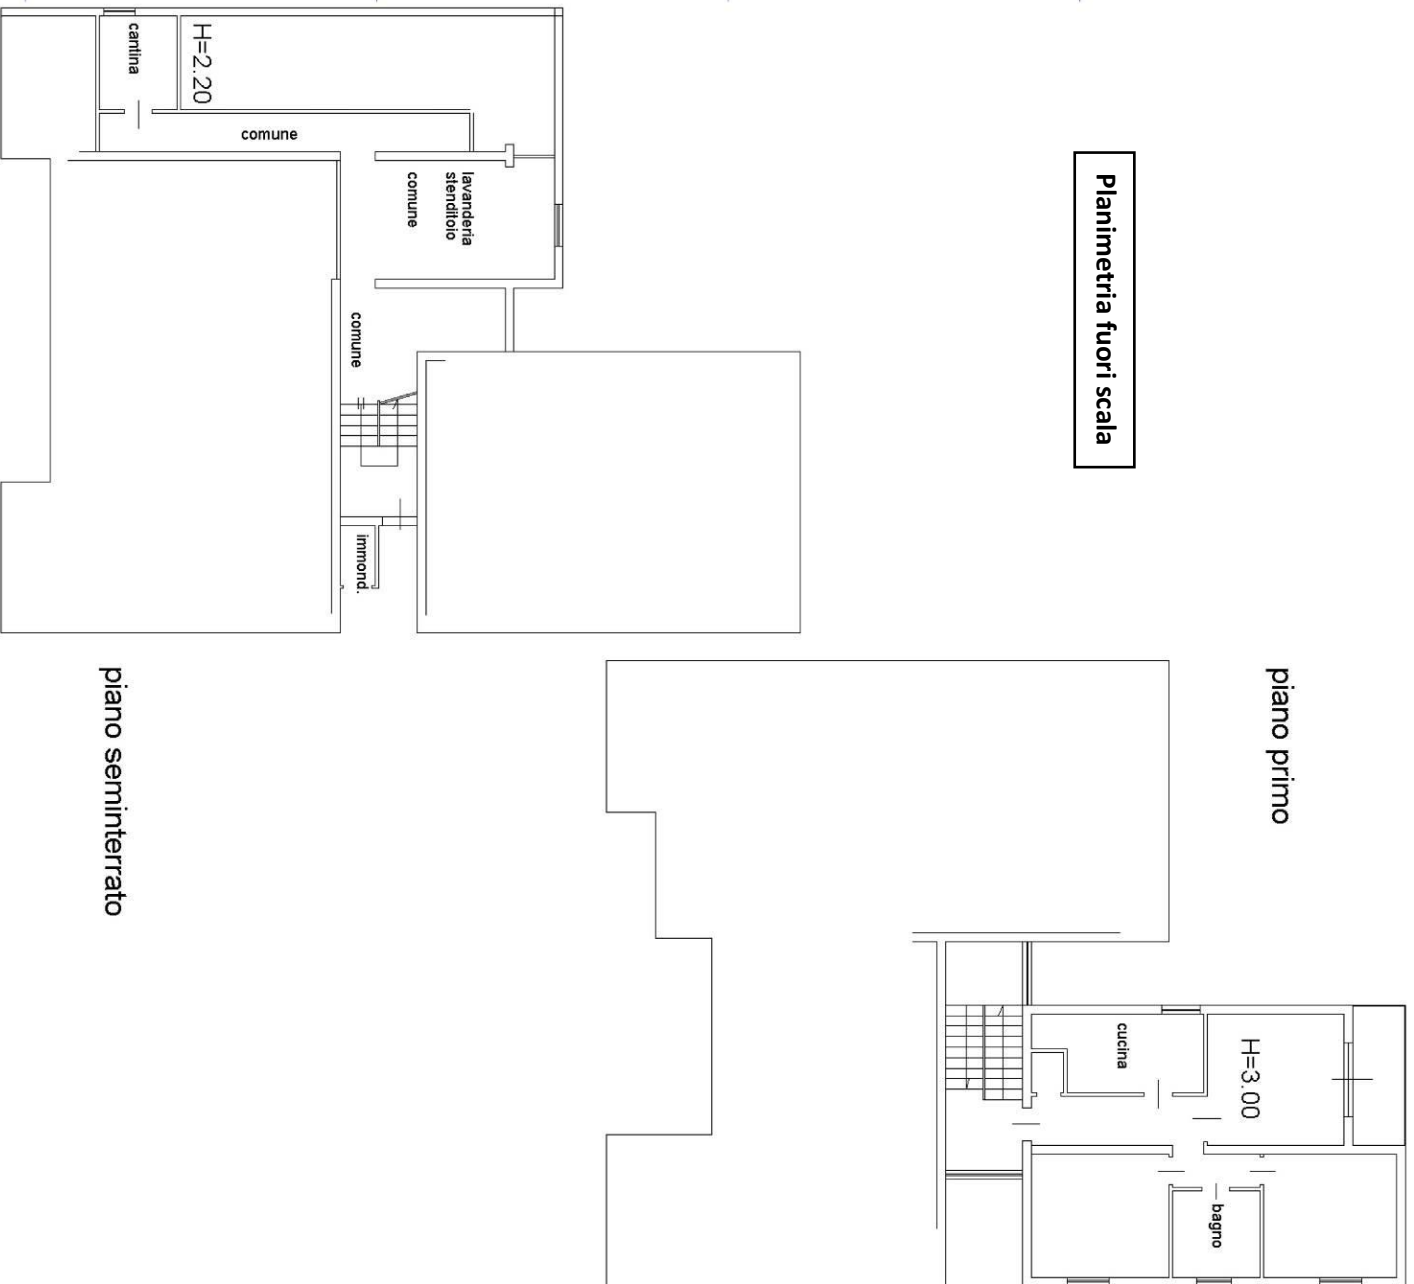 cantina
H=2.20
comune
lavanderia
stenditoio
comune
comune
immond.
Planimetria fuori scala
piano seminterrato
piano primo
cucina
H=3.00
bagno